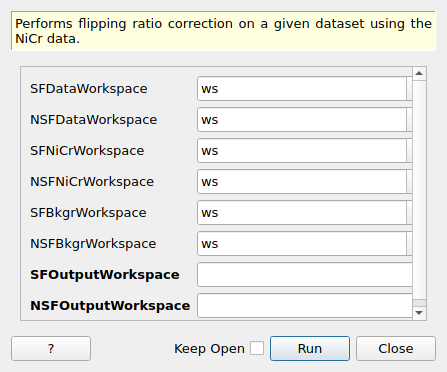 Performs flipping ratio correction on a given dataset using the
NiCr data.
SFDataWorkspace ws
NSFDataWorkspace ws
SFNiCrWorkspace ws
NSFNiCrWorkspace ws
SFBkgrWorkspace ws
NSFBkgrWorkspace ws
SFOutputWorkspace
NSFOutputWorkspace
? Keep Open Run Close